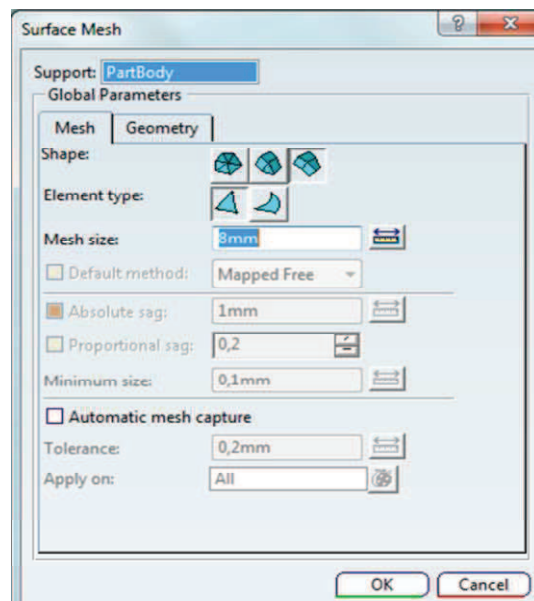 Surface Mesh
Support: PartBody
Global Parameters
Mesh Geometry
Shape:
Element type:
Mesh size: 8mm
Default method: Mapped Free
Absolute sag: 1mm
Proportional sag: 0,2
Minimum size: 0,1mm
Automatic mesh capture
Tolerance: 0,2mm
Apply on: All
OK Cancel